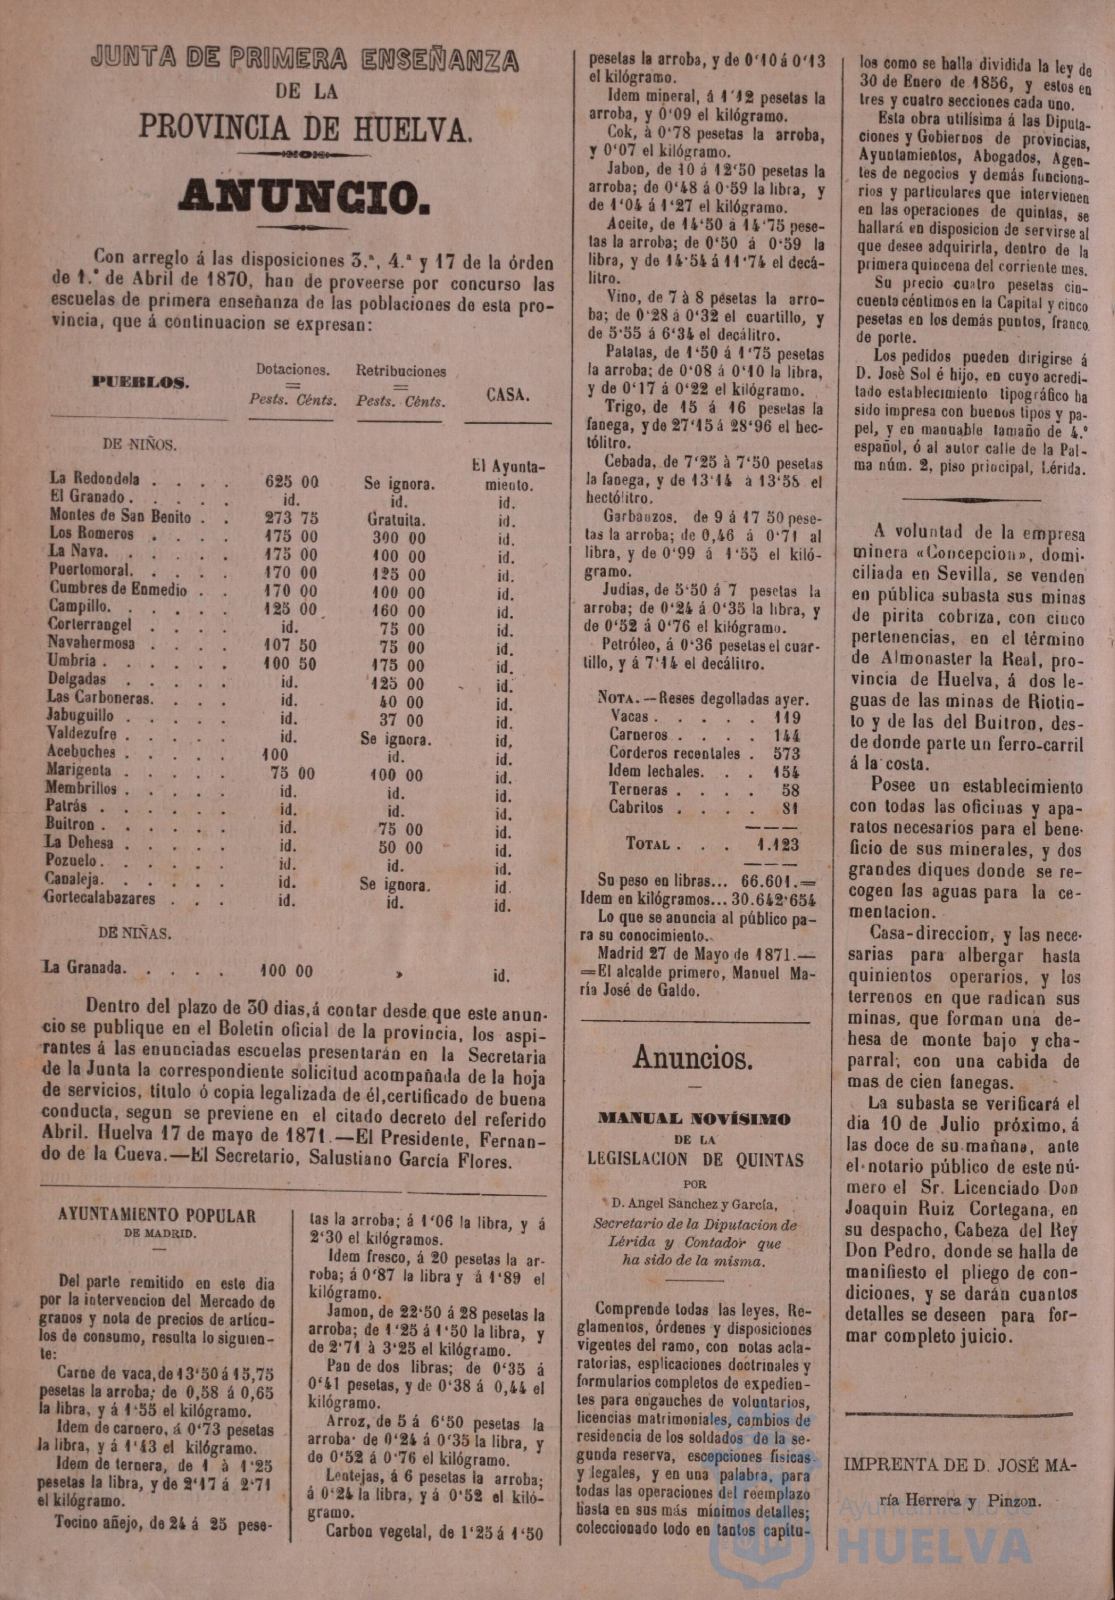 JUNTA DE PRIMERA ENSEÑANZA
DE LA
PROVINCIA DE HUELVA.
ANUNCIO.
Con arreglo á las disposiciones 3.ª, 4.ª y 17 de la órden
de 1.º de Abril de 1870, han de proveerse por concurso las
escuelas de primera enseñanza de las poblaciones de esta pro-
vincia, que á continuacion se expresan:
PUEBLOS. Dotaciones. Retribuciones CASA.
Pests. Cénts. Pests. Cénts.
DE NIÑOS.
La Redondela . . . . 625 00 Se ignora. El Ayunta-miento.
El Granado . . . . . id. id. id.
Montes de San Benito . . 273 75 Gratuita. id.
Los Romeros . . . . 175 00 300 00 id.
La Nava. . . . . . 175 00 100 00 id.
Puertomoral. . . . . 170 00 125 00 id.
Cumbres de Enmedio . . 170 00 100 00 id.
Campillo. . . . . . 125 00 160 00 id.
Corterrangel . . . . id. 75 00 id.
Navahermosa . . . . 107 50 75 00 id.
Umbria . . . . . . 100 50 175 00 id.
Delgadas . . . . . id. 125 00 id.
Las Carboneras. . . . id. 40 00 id.
Jabuguillo . . . . . id. 37 00 id.
Valdezufre . . . . . id. Se ignora. id.
Acebuches . . . . . 100 id. id.
Marigenta . . . . . 75 00 100 00 id.
Membrillos . . . . . id. id. id.
Patrás . . . . . . id. id. id.
Buitron . . . . . . id. 75 00 id.
La Dehesa . . . . . id. 50 00 id.
Pozuelo . . . . . . id. id. id.
Canaleja. . . . . . id. Se ignora. id.
Gortecalabazares . . . id. id. id.
DE NIÑAS.
La Granada. . . . . 100 00 » id.
Dentro del plazo de 30 dias, á contar desde que este anun-
cio se publique en el Boletin oficial de la provincia, los aspi-
rantes á las enunciadas escuelas presentarán en la Secretaria
de la Junta la correspondiente solicitud acompañada de la hoja
de servicios, título ó copia legalizada de él, certificado de buena
conducta, segun se previene en el citado decreto del referido
Abril. Huelva 17 de mayo de 1871.—El Presidente, Fernan-
do de la Cueva.—El Secretario, Salustiano García Flores.
AYUNTAMIENTO POPULAR
DE MADRID.
Del parte remitido en este dia
por la intervencion del Mercado de
granos y nota de precios de artícu-
los de consumo, resulta lo siguien-
te:
Carne de vaca, de 13'50 á 15,75
pesetas la arroba; de 0,58 á 0,65
la libra, y á 1'55 el kilógramo.
Idem de carnero, á 0'73 pesetas
la libra, y á 1'43 el kilógramo.
Idem de ternera, de 1 à 1'25
pesetas la libra, y de 2'17 á 2'71
el kilógramo.
Tocino añejo, de 24 á 25 pese-
tas la arroba; á 1'06 la libra, y á
2'30 el kilógramos.
Idem fresco, á 20 pesetas la ar-
roba; á 0'87 la libra y á 1'89 el
kilógramo.
Jamon, de 22'50 á 28 pesetas la
arroba; de 1'25 á 1'50 la libra, y
de 2'71 à 3'25 el kilógramo.
Pan de dos libras; de 0'35 á
0'41 pesetas, y de 0'38 á 0,44 el
kilógramo.
Arroz, de 5 á 6'50 pesetas la
arroba· de 0'24 á 0'35 la libra, y
de 0'52 á 0'76 el kilógramo.
Lentejas, á 6 pesetas la arroba;
á 0'24 la libra, y á 0'52 el kiló-
gramo.
Carbon vegetal, de 1'25 á 1'50
pesetas la arroba, y de 0'10 á 0'13
el kilógramo.
Idem mineral, á 1'12 pesetas la
arroba, y 0'09 el kilógramo.
Cok, á 0'78 pesetas la arroba,
y 0'07 el kilógramo.
Jabon, de 10 á 12'50 pesetas la
arroba; de 0'48 á 0'59 la libra, y
de 1'04 á 1'27 el kilógramo.
Aceite, de 14'50 à 14'75 pese-
tas la arroba; de 0'50 á 0'59 la
libra, y de 14'54 á 11'74 el decá-
litro.
Vino, de 7 à 8 pesetas la arro-
ba; de 0'28 á 0'32 el cuartillo, y
de 5'55 á 6'34 el decálitro.
Patatas, de 1'50 á 1'75 pesetas
la arroba; de 0'08 á 0'10 la libra,
y de 0'17 á 0'22 el kilógramo.
Trigo, de 15 á 16 pesetas la
fanega, y de 27'15 á 28'96 el hec-
tólitro.
Cebada, de 7'25 à 7'50 pesetas
la fanega, y de 13'14 à 13'58 el
hectólitro.
Garbanzos, de 9 á 17 50 pese-
tas la arroba; de 0,46 á 0'71 al
libra, y de 0'99 á 1'55 el kiló-
gramo.
Judias, de 5'50 á 7 pesetas la
arroba; de 0'24 á 0'35 la libra, y
de 0'52 á 0'76 el kilógramo.
Petróleo, á 0'36 pesetas el cuar-
tillo, y á 7'14 el decálitro.
NOTA.—Reses degolladas ayer.
Vacas . . . . . 119
Carneros . . . . 144
Corderos recentales . 573
Idem lechales. . . 154
Terneras . . . . 58
Cabritos . . . . 81
TOTAL . . . 1.123
Su peso en libras... 66.601.=
Idem en kilógramos... 30.642'654
Lo que se anuncia al público pa-
ra su conocimiento.
Madrid 27 de Mayo de 1871.—
=El alcalde primero, Manuel Ma-
ría José de Galdo.
Anuncios.
MANUAL NOVÍSIMO
DE LA
LEGISLACION DE QUINTAS
POR
D. Angel Sanchez y García,
Secretario de la Diputacion de
Lérida y Contador que
ha sido de la misma.
Comprende todas las leyes, Re-
glamentos, órdenes y disposiciones
vigentes del ramo, con notas acla-
ratorias, esplicaciones doctrinales y
formularios completos de expedien-
tes para enganches de voluntarios,
licencias matrimoniales, cambios de
residencia de los soldados de la se-
gunda reserva, escepciones físicas
y legales, y en una palabra, para
todas las operaciones del reemplazo
hasta en sus más mínimos detalles;
coleccionado todo en tantos capítu-
los como se halla dividida la ley de
30 de Enero de 1856, y estos en
tres y cuatro secciones cada uno.
Esta obra utilísima á las Diputa-
ciones y Gobiernos de provincias,
Ayuntamientos, Abogados, Agen-
tes de negocios y demás funciona-
rios y particulares que intervienen
en las operaciones de quintas, se
hallará en disposicion de servirse al
que desee adquirirla, dentro de la
primera quincena del corriente mes.
Su precio cuatro pesetas cin-
cuenta céntimos en la Capital y cinco
pesetas en los demás puntos, franco
de porte.
Los pedidos pueden dirigirse á
D. Josè Sol é hijo, en cuyo acredi-
tado establecimiento tipográfico ha
sido impresa con buenos tipos y pa-
pel, y en manuable tamaño de 4.º
español, ó al autor calle de la Pal-
ma núm. 2, piso principal, Lérida.
A voluntad de la empresa
minera «Concepcion», domi-
ciliada en Sevilla, se venden
en pública subasta sus minas
de pirita cobriza, con cinco
pertenencias, en el término
de Almonaster la Real, pro-
vincia de Huelva, á dos le-
guas de las minas de Riotin-
to y de las del Buitron, des-
de donde parte un ferro-carril
á la costa.
Posee un establecimiento
con todas las oficinas y apa-
ratos necesarios para el bene-
ficio de sus minerales, y dos
grandes diques donde se re-
cogen las aguas para la ce-
mentacion.
Casa-direccion, y las nece-
sarias para albergar hasta
quinientos operarios, y los
terrenos en que radican sus
minas, que forman una de-
hesa de monte bajo y cha-
parral, con una cabida de
mas de cien fanegas.
La subasta se verificará el
dia 10 de Julio próximo, á
las doce de su mañana, ante
el notario público de este nú-
mero el Sr. Licenciado Don
Joaquin Ruiz Cortegana, en
su despacho, Cabeza del Rey
Don Pedro, donde se halla de
manifiesto el pliego de con-
diciones, y se darán cuantos
detalles se deseen para for-
mar completo juicio.
IMPRENTA DE D. JOSÉ MA-
ría Herrera y Pinzon.
Ayuntamiento de
HUELVA